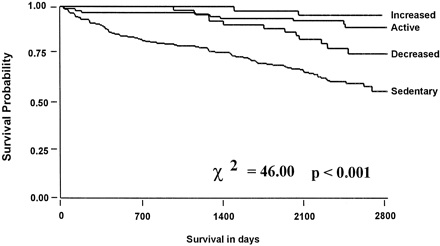 1.00
0.75
0.50
0.25
0.00
Survival Probability
Increased
Active
Decreased
Sedentary
χ 2 = 46.00 p < 0.001
0 700 1400 2100 2800
Survival in days